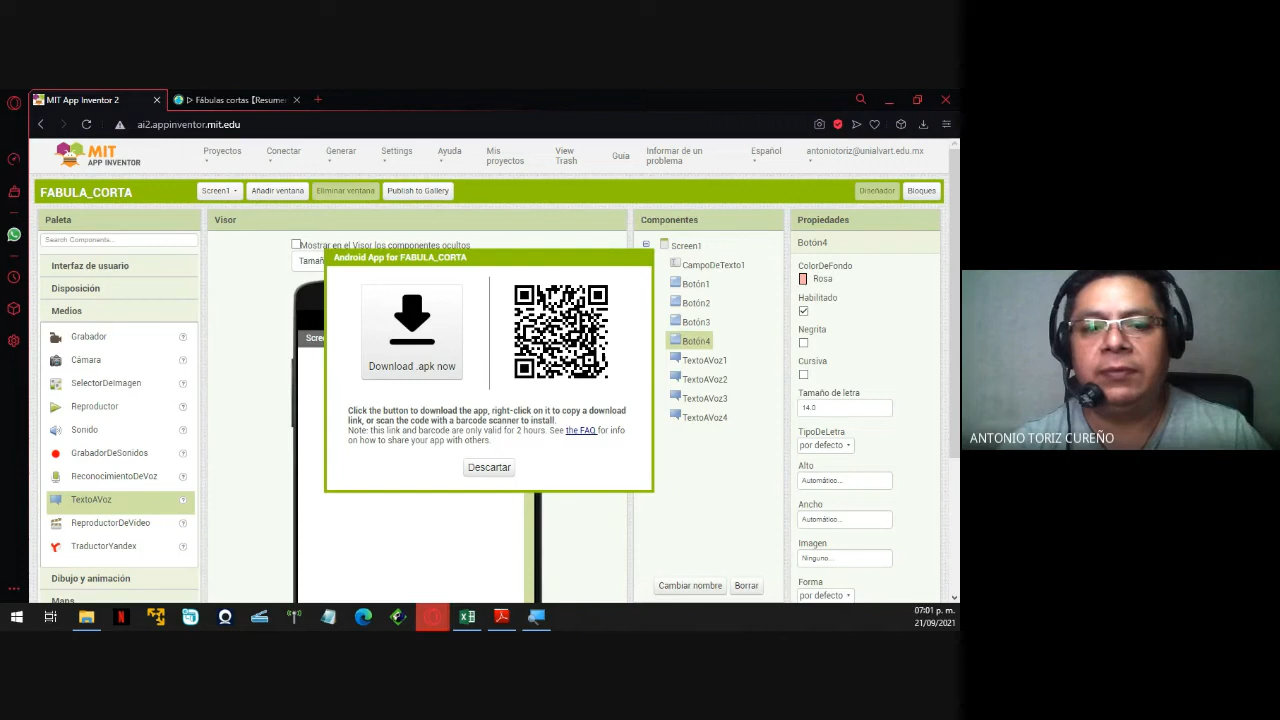 MIT App Inventor 2
Fábulas cortas【Resume
ai2.appinventor.mit.edu
MIT
APP INVENTOR
Proyectos
Conectar
Generar
Settings
Ayuda
Mis
proyectos
View
Trash
Guía
Informar de un
problema
Español
antoniotoriz@unialvart.edu.mx
FABULA_CORTA
Screen1
Añadir ventana
Eliminar ventana
Publish to Gallery
Diseñador
Bloques
Paleta
Search Components...
Interfaz de usuario
Disposición
Medios
Grabador
Cámara
SelectorDeImagen
Reproductor
Sonido
GrabadorDeSonidos
ReconocimientoDeVoz
TextoAVoz
ReproductorDeVídeo
TraductorYandex
Dibujo y animación
Maps
Visor
Mostrar en el Visor los componentes ocultos
Tamañ
Scree
Android App for FABULA_CORTA
Download .apk now
Click the button to download the app, right-click on it to copy a download
link, or scan the code with a barcode scanner to install.
Note: this link and barcode are only valid for 2 hours. See the FAQ for info
on how to share your app with others.
Descartar
Componentes
Screen1
CampoDeTexto1
Botón1
Botón2
Botón3
Botón4
TextoAVoz1
TextoAVoz2
TextoAVoz3
TextoAVoz4
Cambiar nombre
Borrar
Propiedades
Botón4
ColorDeFondo
Rosa
Habilitado
Negrita
Cursiva
Tamaño de letra
14.0
TipoDeLetra
por defecto
Alto
Automático...
Ancho
Automático...
Imagen
Ninguno...
Forma
por defecto
07:01 p. m.
21/09/2021
ANTONIO TORIZ CUREÑO